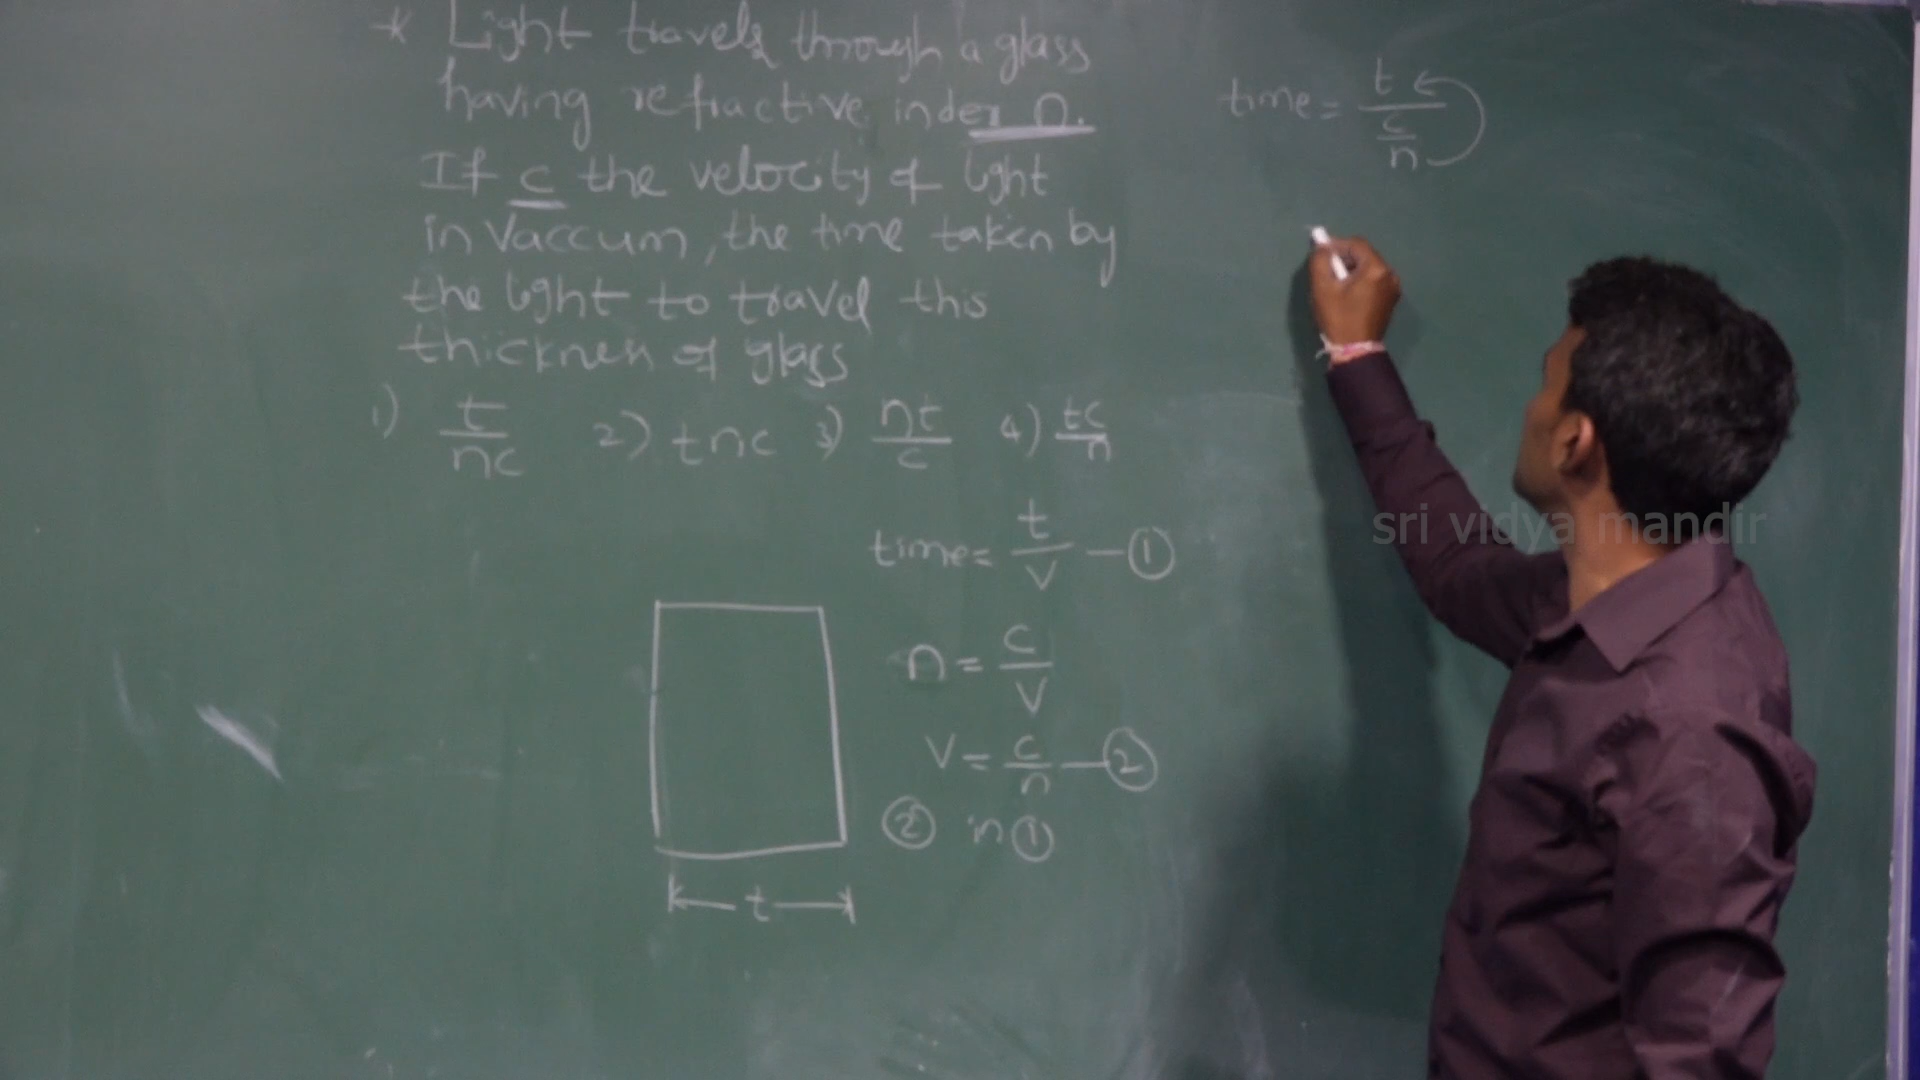 * Light travels through a glass
having refractive index n.
If c the velocity of light
in Vaccum, the time taken by
the light to travel this
thickness of glass
1) t/nc 2) tnc 3) nt/c 4) tc/n
time = t/v — ①
n = c/v
v = c/n — ②
② in ①
t
time = t/(c/n)
sri vidya mandir